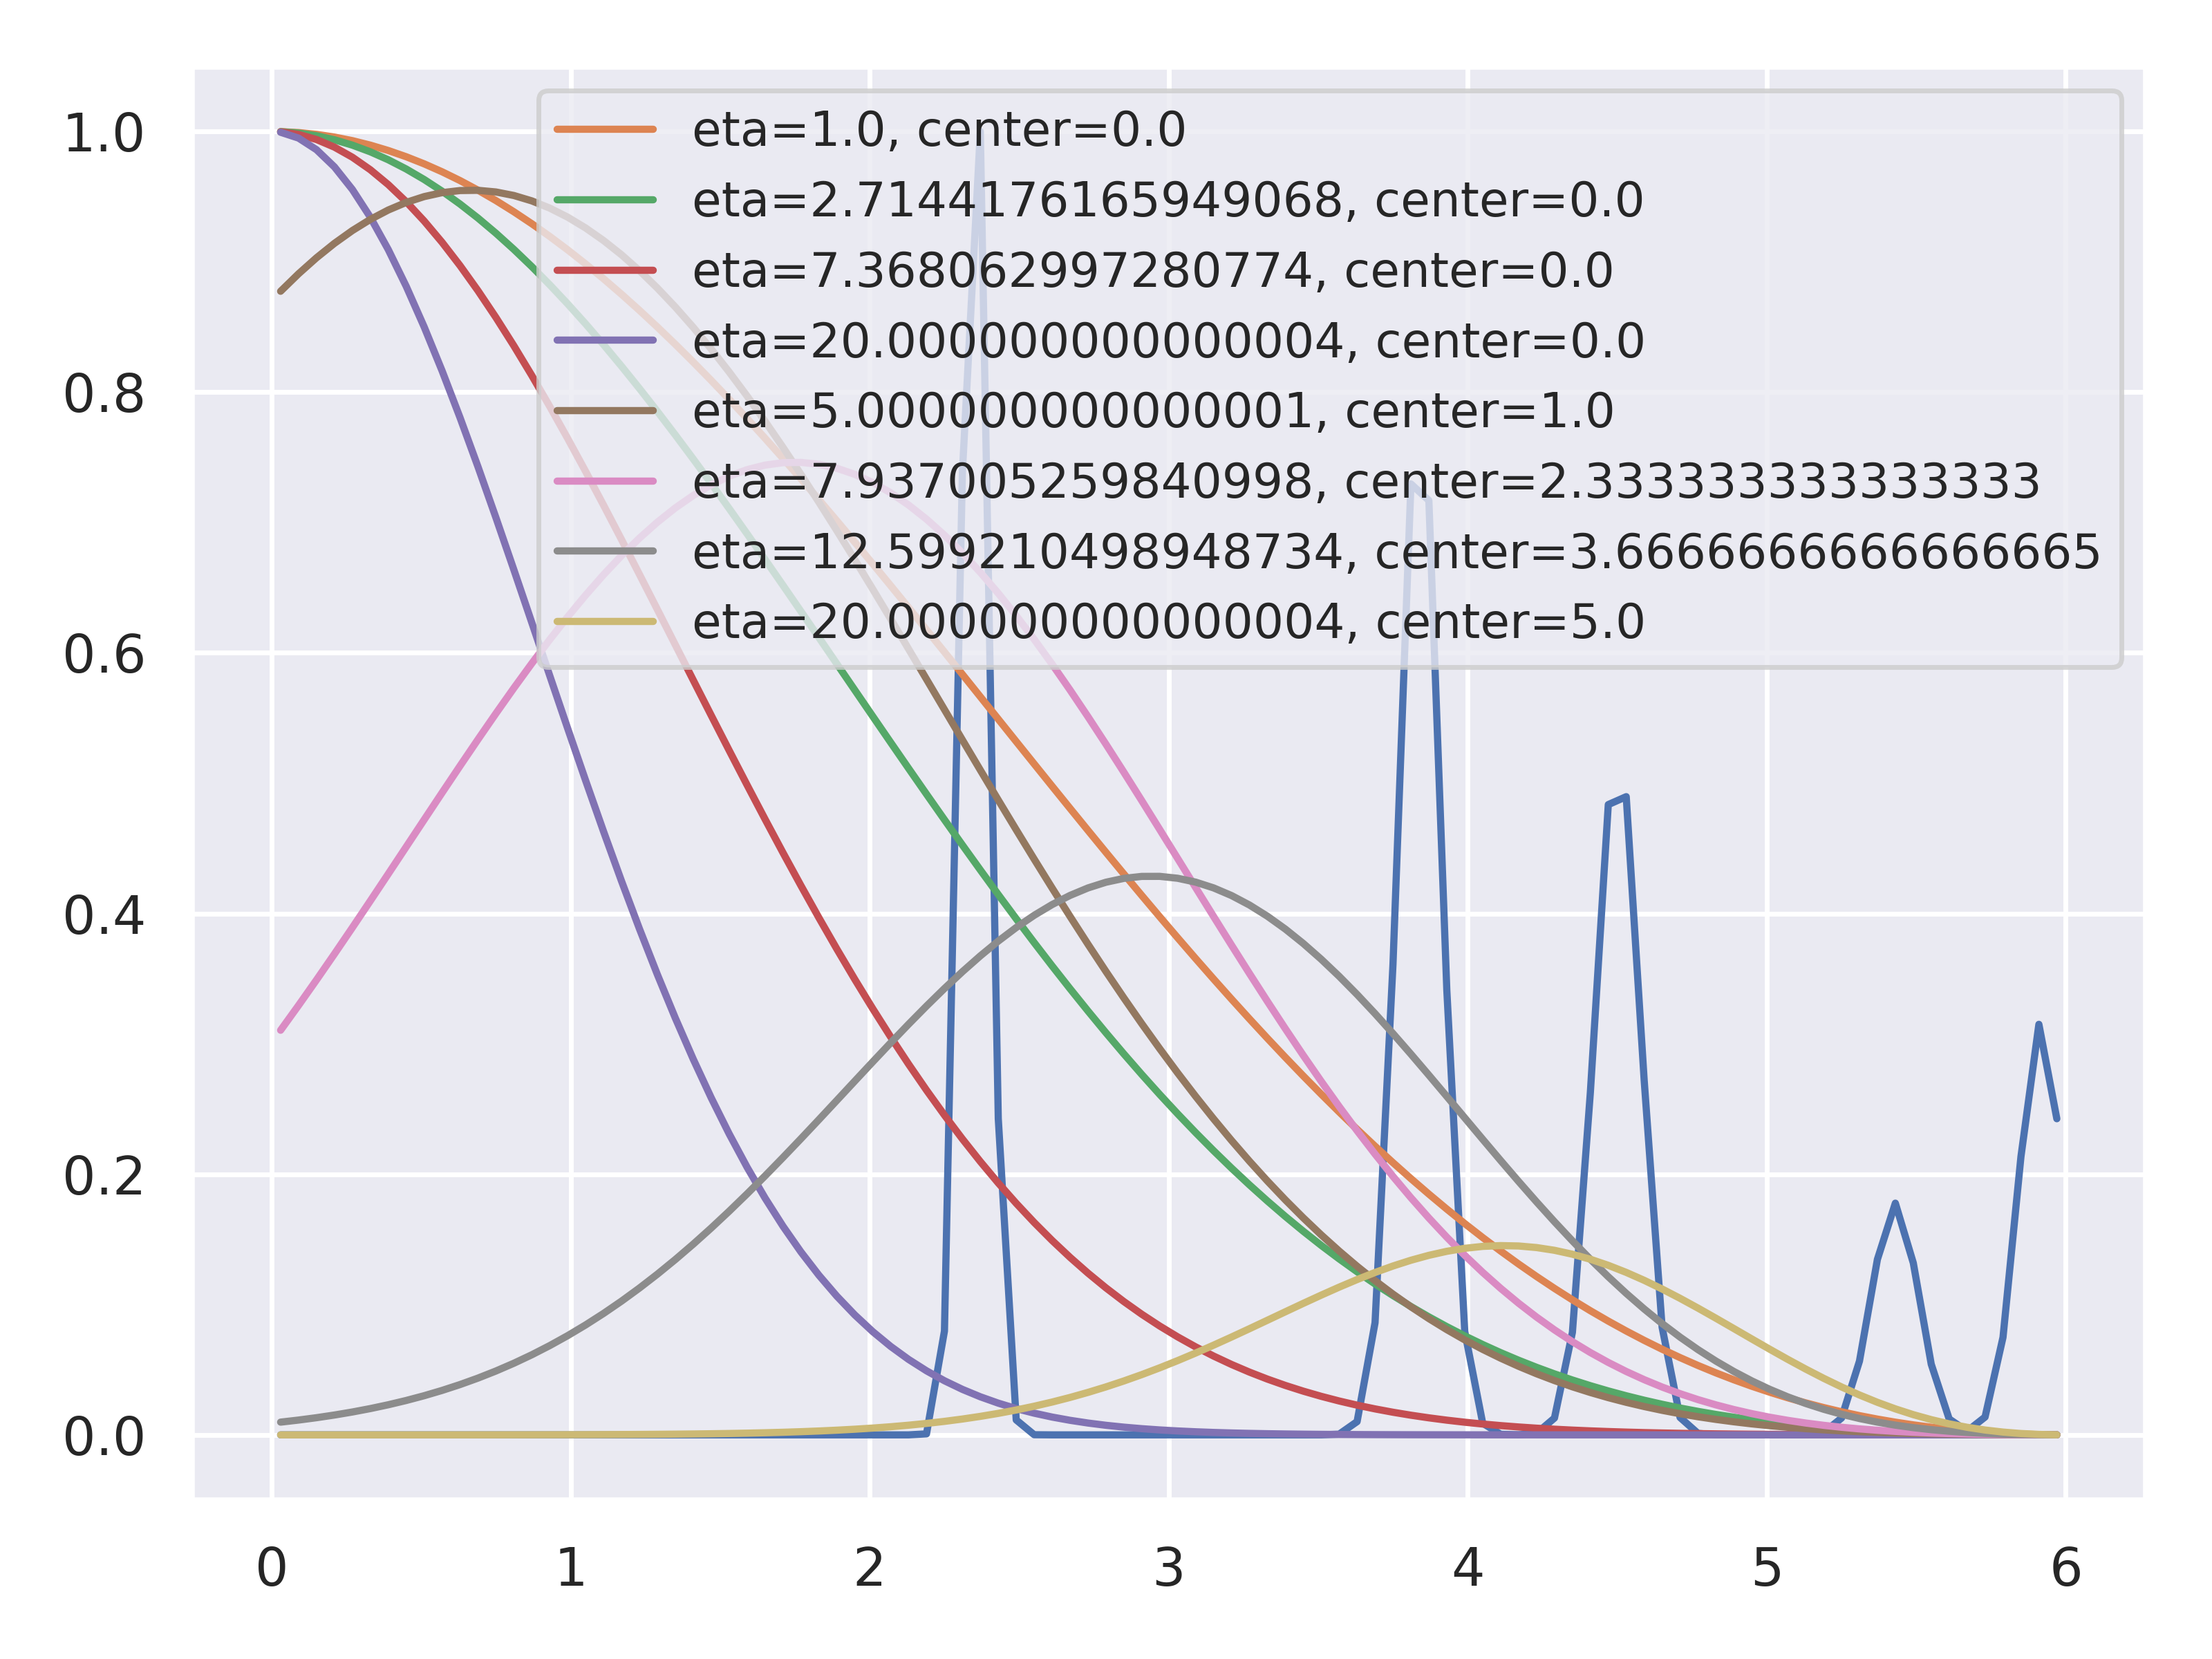 eta=1.0, center=0.0
eta=2.7144176165949068, center=0.0
eta=7.368062997280774, center=0.0
eta=20.000000000000004, center=0.0
eta=5.000000000000001, center=1.0
eta=7.937005259840998, center=2.333333333333333
eta=12.599210498948734, center=3.6666666666666665
eta=20.000000000000004, center=5.0
1.0
0.8
0.6
0.4
0.2
0.0
0 1 2 3 4 5 6